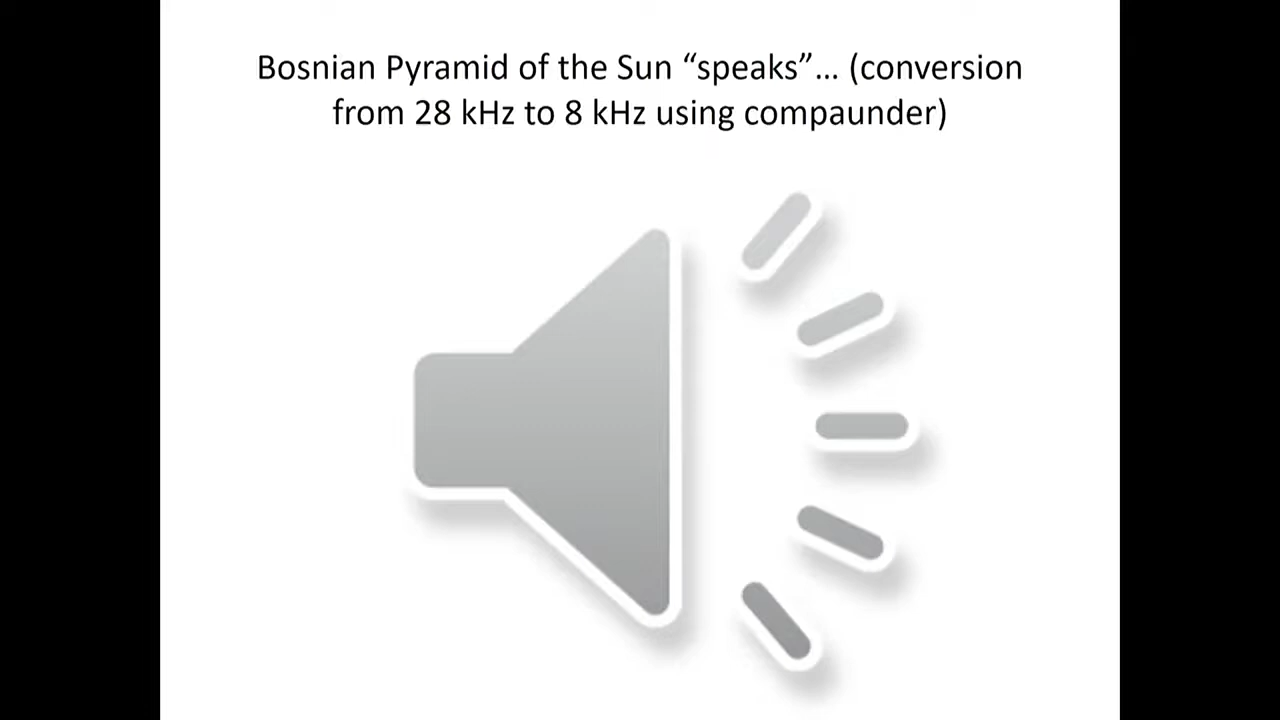 Bosnian Pyramid of the Sun “speaks”… (conversion
from 28 kHz to 8 kHz using compaunder)